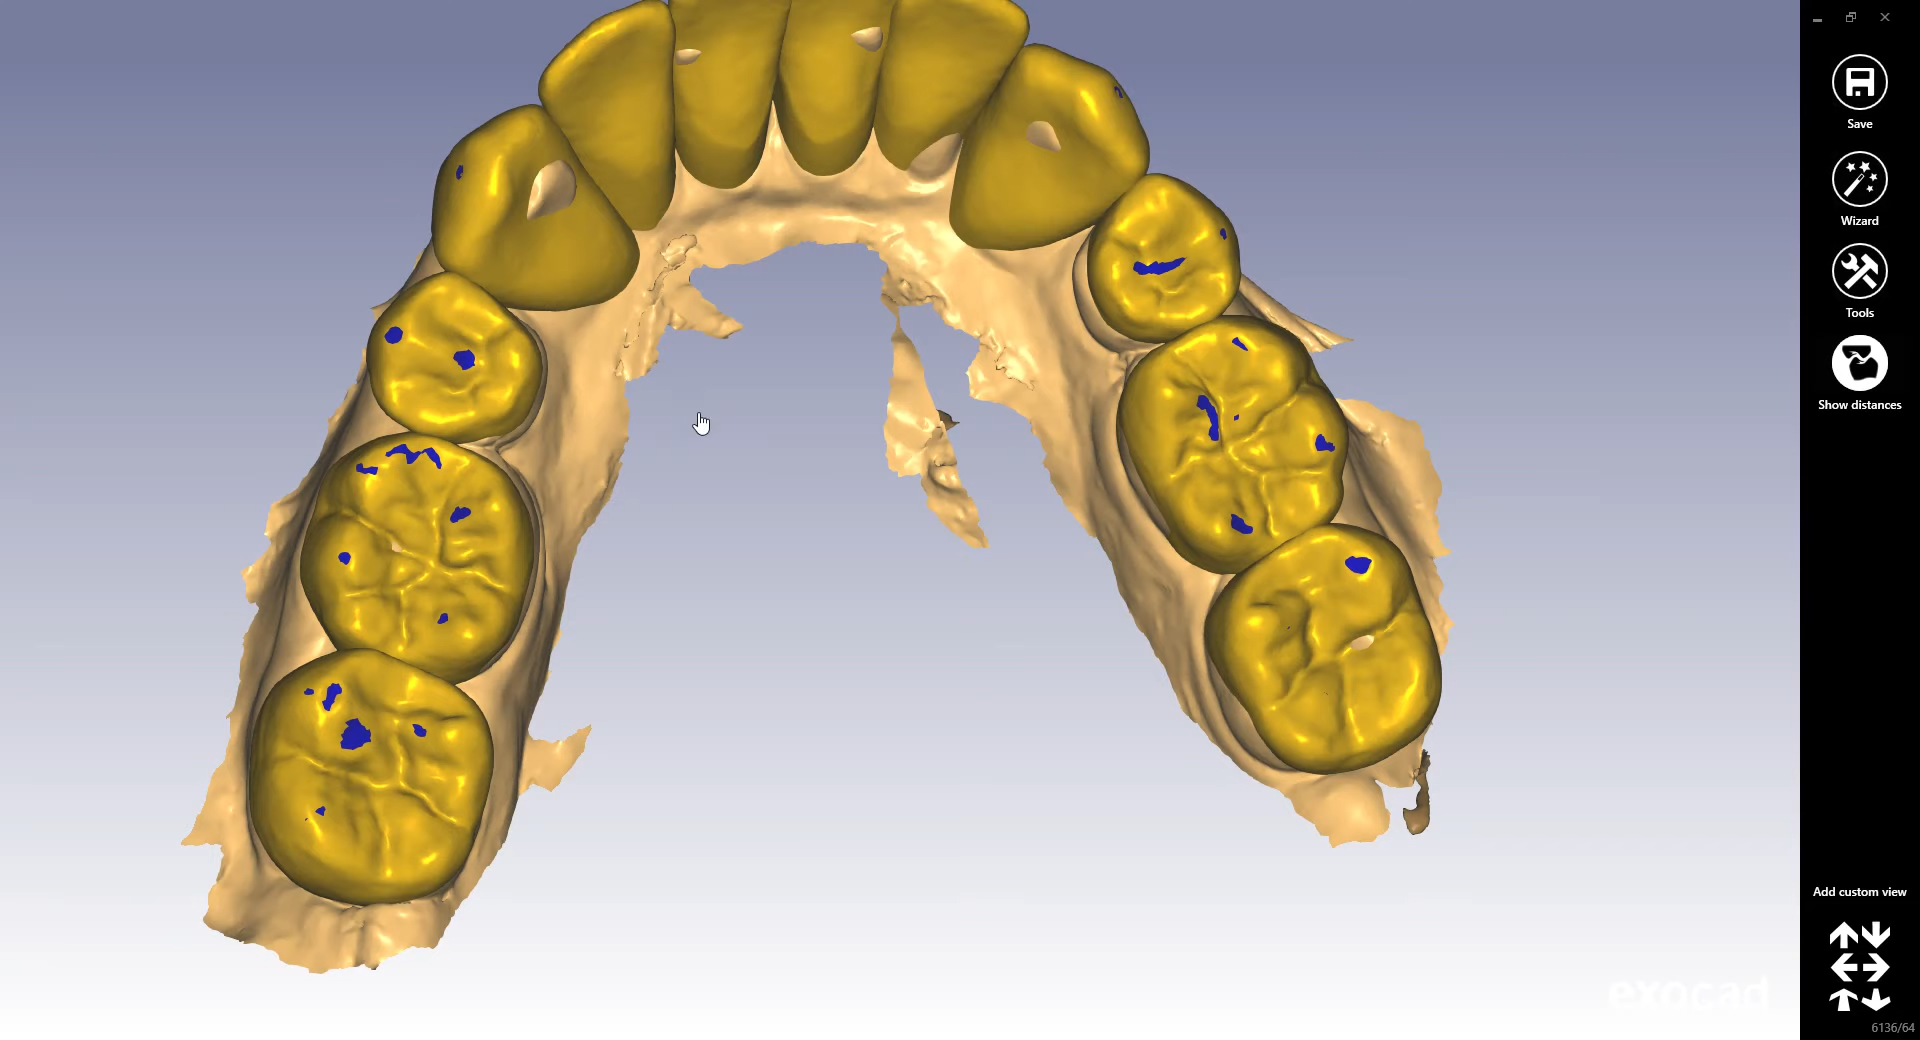 Save
Wizard
Tools
Show distances
Add custom view
exocad
6136/64